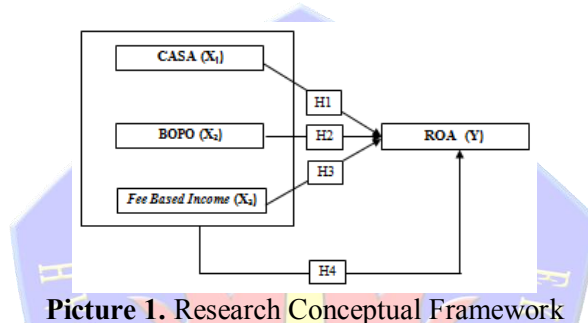 CASA (X₁)
H1
BOPO (X₂)
H2
ROA (Y)
H3
Fee Based Income (X₃)
H4
Picture 1. Research Conceptual Framework